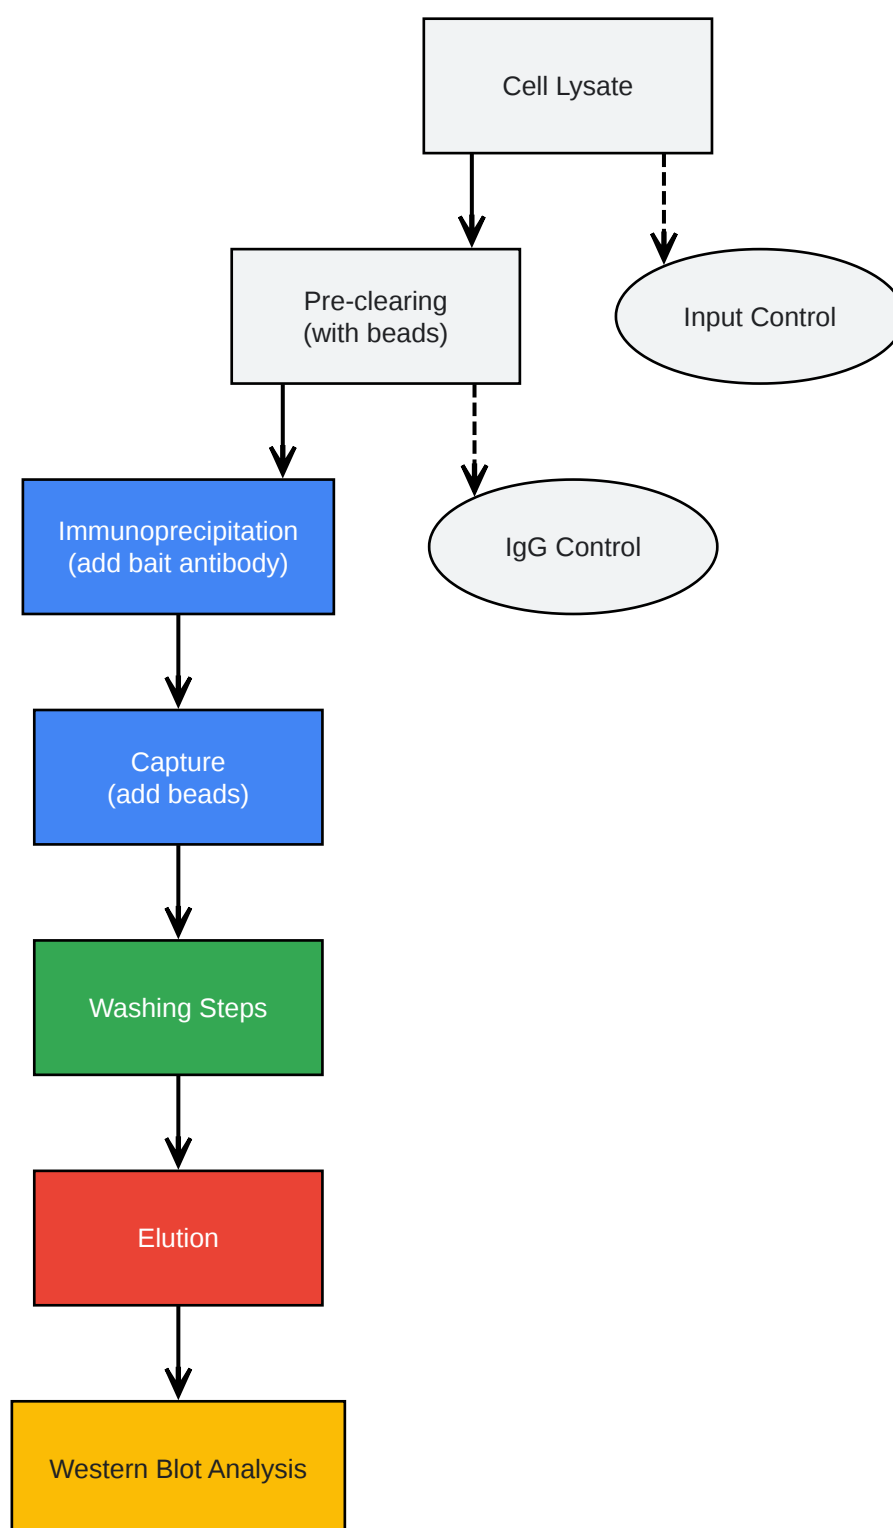 Cell Lysate
Pre-clearing
(with beads)
Input Control
Immunoprecipitation
(add bait antibody)
IgG Control
Capture
(add beads)
Washing Steps
Elution
Western Blot Analysis